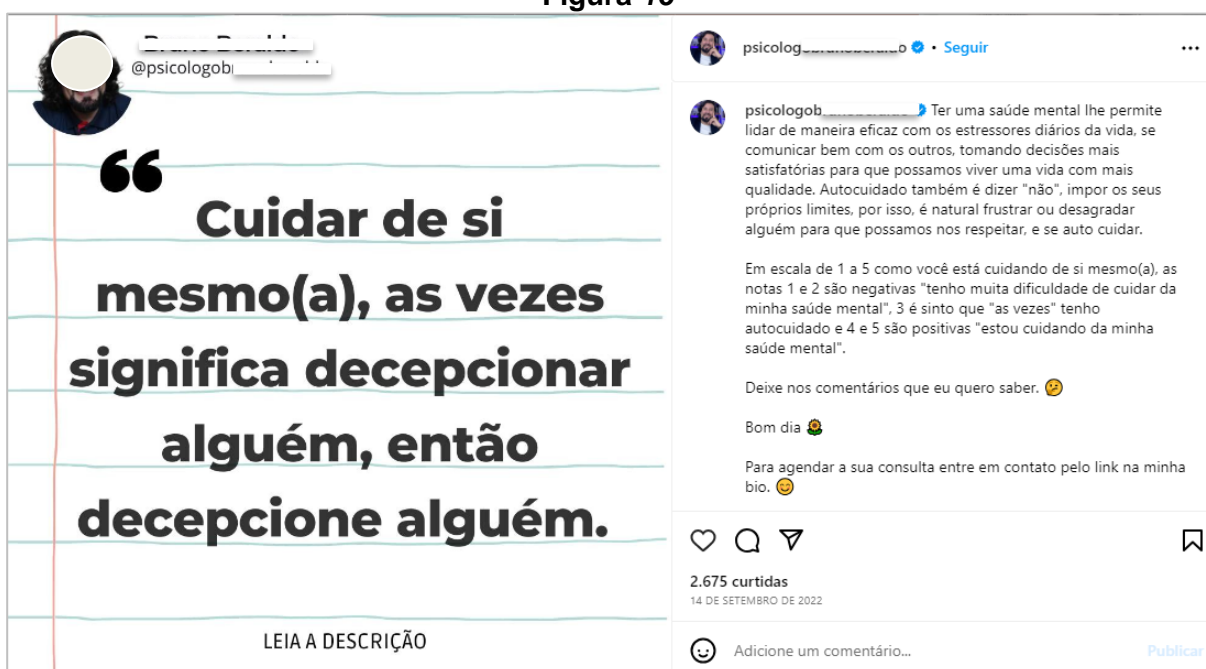 @psicologob
“
Cuidar de si
mesmo(a), as vezes
significa decepcionar
alguém, então
decepcione alguém.
LEIA A DESCRIÇÃO
psicolog • Seguir
psicologob Ter uma saúde mental lhe permite
lidar de maneira eficaz com os estressores diários da vida, se
comunicar bem com os outros, tomando decisões mais
satisfatórias para que possamos viver uma vida com mais
qualidade. Autocuidado também é dizer "não", impor os seus
próprios limites, por isso, é natural frustrar ou desagradar
alguém para que possamos nos respeitar, e se auto cuidar.
Em escala de 1 a 5 como você está cuidando de si mesmo(a), as
notas 1 e 2 são negativas "tenho muita dificuldade de cuidar da
minha saúde mental", 3 é sinto que "as vezes" tenho
autocuidado e 4 e 5 são positivas "estou cuidando da minha
saúde mental".
Deixe nos comentários que eu quero saber. 🤔
Bom dia 🌻
Para agendar a sua consulta entre em contato pelo link na minha
bio. 😊
2.675 curtidas
14 DE SETEMBRO DE 2022
Adicione um comentário...
Publicar